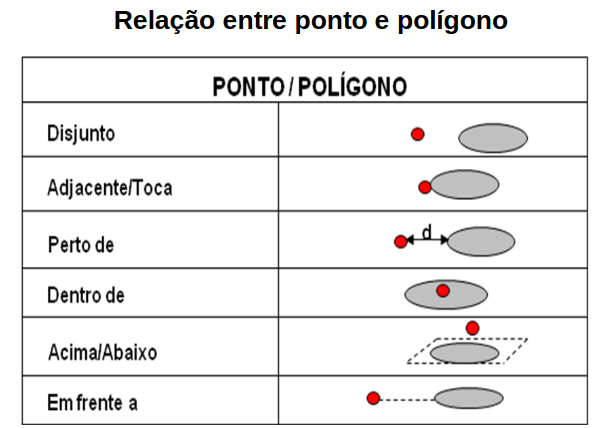 Relação entre ponto e polígono
PONTO / POLÍGONO
Disjunto
Adjacente/Toca
Perto de
d
Dentro de
Acima/Abaixo
Em frente a